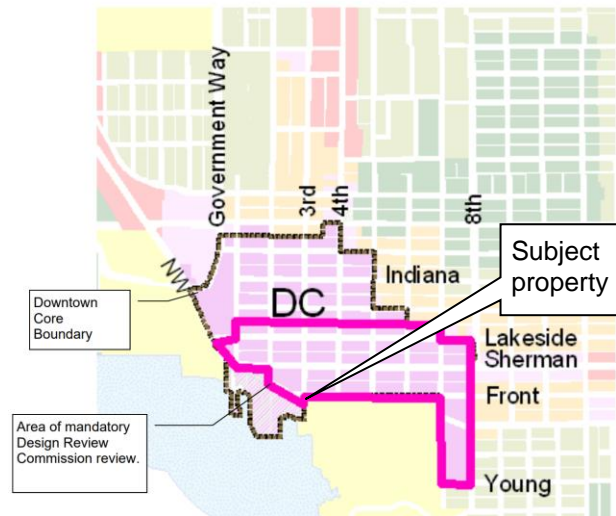 Government Way
3rd
4th
8th
Subject
property
NW
Indiana
Downtown
Core
Boundary
DC
Lakeside
Sherman
Front
Area of mandatory
Design Review
Commission review.
Young